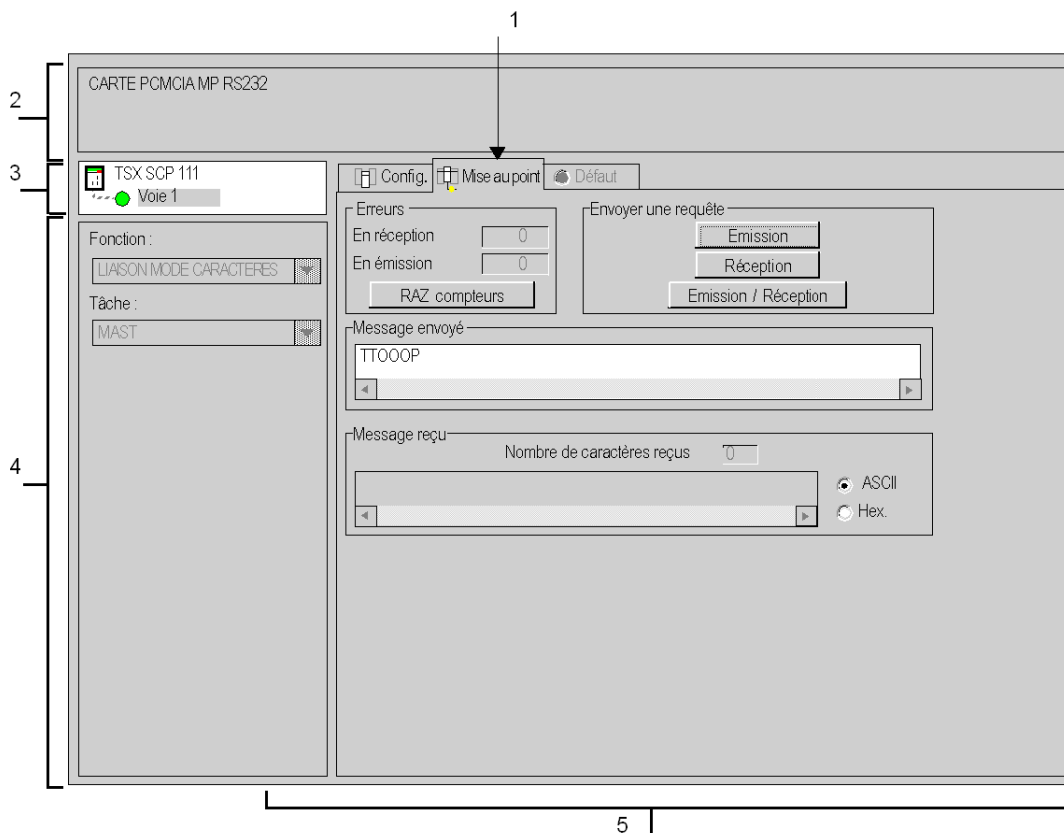 1
2
CARTE PCMCIA MP RS232
3
TSX SCP 111
Voie 1
Config.
Mise au point
Défaut
4
Fonction :
LIAISON MODE CARACTERES
Tâche :
MAST
Erreurs
En réception 0
En émission 0
RAZ compteurs
Envoyer une requête
Emission
Réception
Emission / Réception
Message envoyé
TTOOOP
Message reçu
Nombre de caractères reçus 0
ASCII
Hex.
5